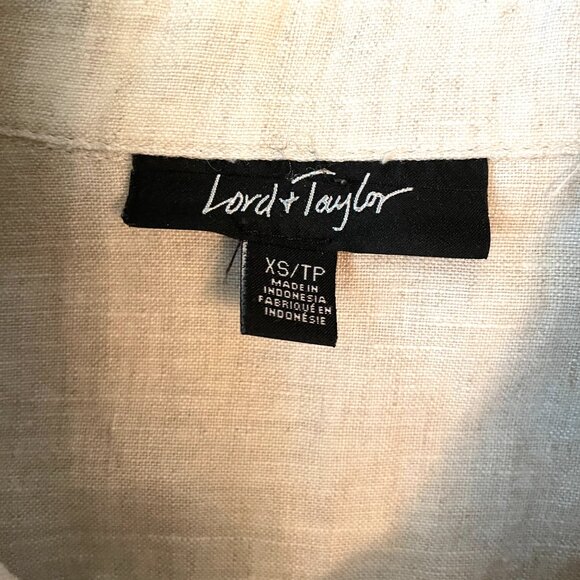 Lord + Taylor
XS/TP
MADE IN
INDONESIA
FABRIQUÉ EN
INDONÉSIE